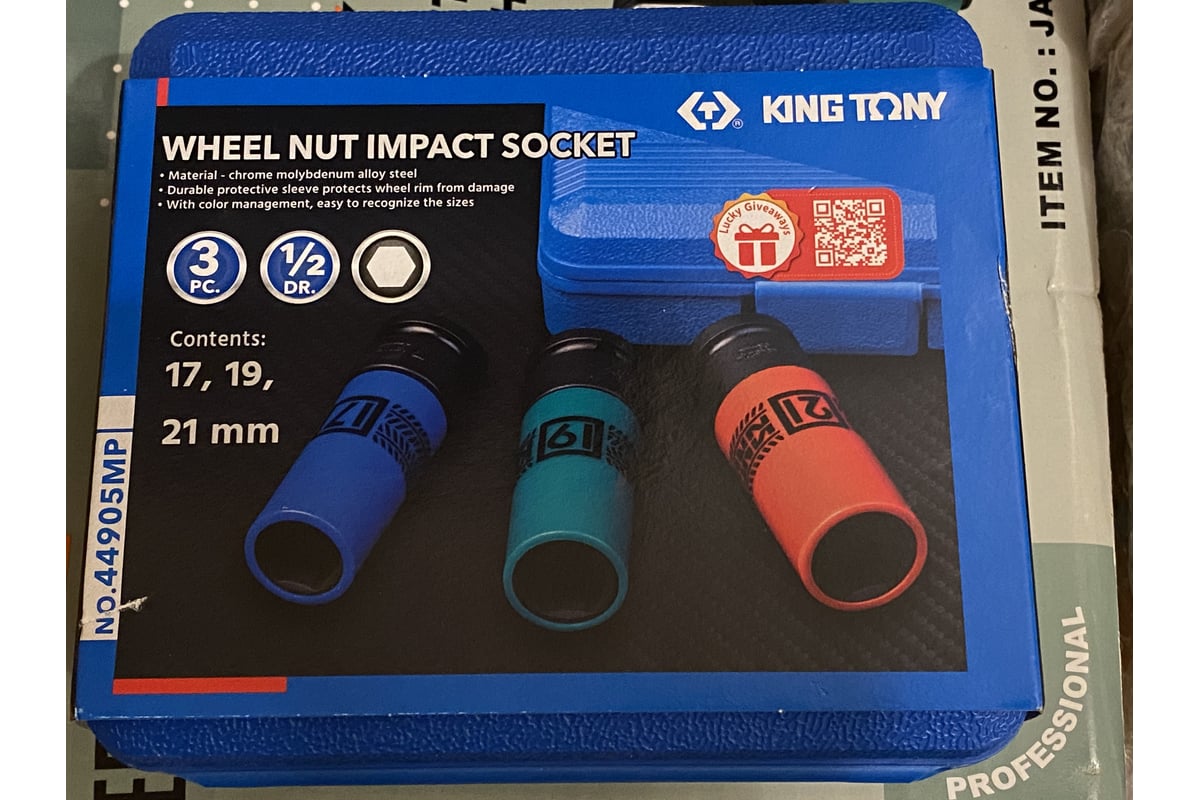 ITEM NO. : JA
KING TONY
WHEEL NUT IMPACT SOCKET
• Material - chrome molybdenum alloy steel
• Durable protective sleeve protects wheel rim from damage
• With color management, easy to recognize the sizes
Lucky Giveaways
3 PC.
1/2 DR.
Contents:
17, 19,
21 mm
17
19
21
NO.44905MP
PROFESSIONAL